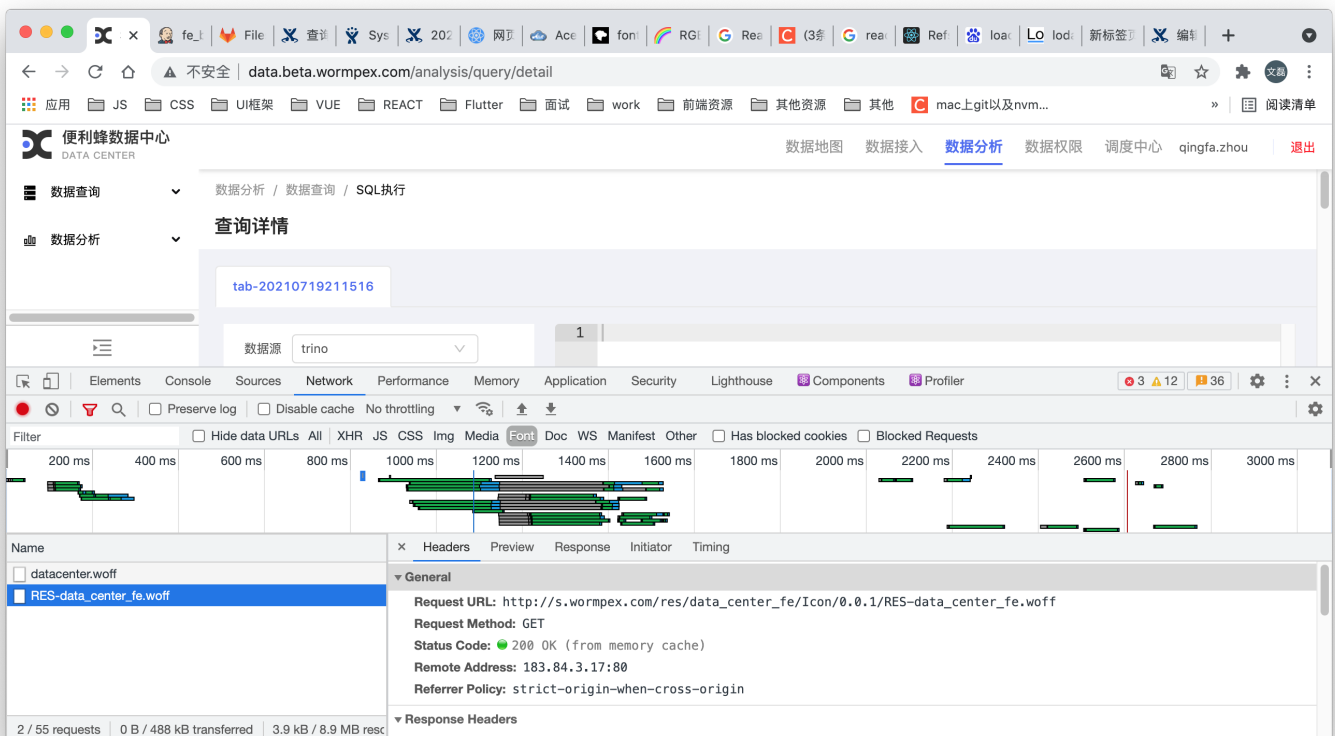 fe_b File 查询 Sys 202 网页 Ace font RGB Rea (3条 reac Refr load Lo loda 新标签页 编辑
不安全 data.beta.wormpex.com/analysis/query/detail 文磊
应用 JS CSS UI框架 VUE REACT Flutter 面试 work 前端资源 其他资源 其他 C mac上git以及nvm... » 阅读清单
便利蜂数据中心
DATA CENTER
数据地图 数据接入 数据分析 数据权限 调度中心 qingfa.zhou 退出
数据查询
数据分析 / 数据查询 / SQL执行
查询详情
数据分析
tab-20210719211516
数据源 trino
1
Elements Console Sources Network Performance Memory Application Security Lighthouse Components Profiler 3 12 36
Preserve log Disable cache No throttling
Filter Hide data URLs All XHR JS CSS Img Media Font Doc WS Manifest Other Has blocked cookies Blocked Requests
200 ms 400 ms 600 ms 800 ms 1000 ms 1200 ms 1400 ms 1600 ms 1800 ms 2000 ms 2200 ms 2400 ms 2600 ms 2800 ms 3000 ms
Name
Headers Preview Response Initiator Timing
datacenter.woff
RES-data_center_fe.woff
General
Request URL: http://s.wormpex.com/res/data_center_fe/Icon/0.0.1/RES-data_center_fe.woff
Request Method: GET
Status Code: 200 OK (from memory cache)
Remote Address: 183.84.3.17:80
Referrer Policy: strict-origin-when-cross-origin
Response Headers
2 / 55 requests 0 B / 488 kB transferred 3.9 kB / 8.9 MB resc